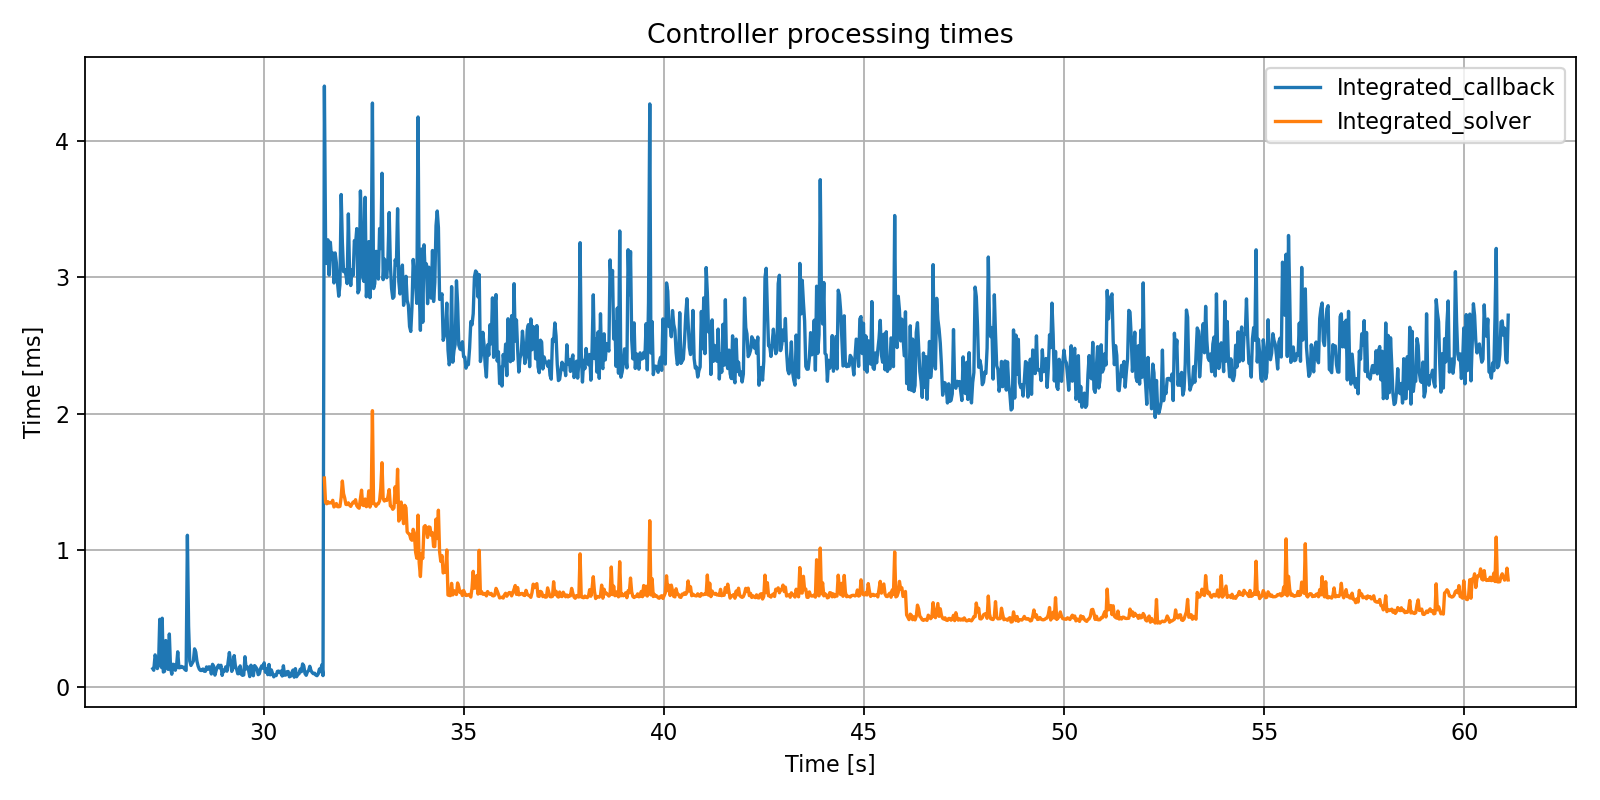 Controller processing times
Integrated_callback
Integrated_solver
Time [ms]
4
3
2
1
0
30
35
40
45
50
55
60
Time [s]